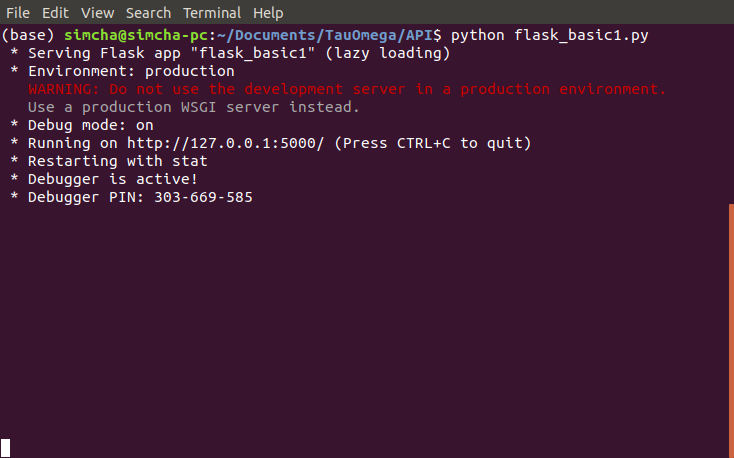 File Edit View Search Terminal Help
(base) simcha@simcha-pc:~/Documents/TauOmega/API$ python flask_basic1.py
* Serving Flask app "flask_basic1" (lazy loading)
* Environment: production
WARNING: Do not use the development server in a production environment.
Use a production WSGI server instead.
* Debug mode: on
* Running on http://127.0.0.1:5000/ (Press CTRL+C to quit)
* Restarting with stat
* Debugger is active!
* Debugger PIN: 303-669-585